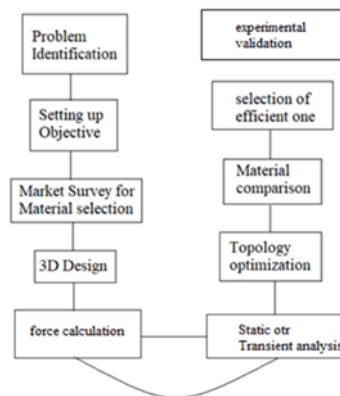 Problem
Identification
Setting up
Objective
Market Survey for
Material selection
3D Design
force calculation
experimental
validation
selection of
efficient one
Material
comparison
Topology
optimization
Static otr
Transient analysis